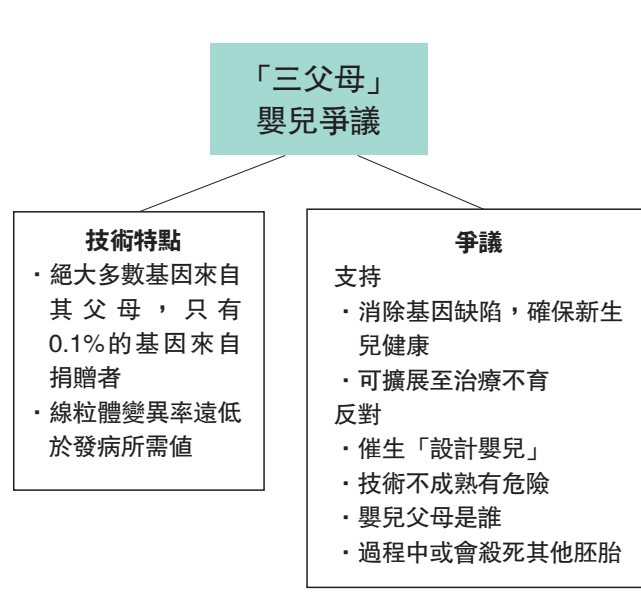 「三父母」
嬰兒爭議
技術特點
・絕大多數基因來自
其父母，只有
0.1%的基因來自
捐贈者
・線粒體變異率遠低
於發病所需值
爭議
支持
・消除基因缺陷，確保新生
兒健康
・可擴展至治療不育
反對
・催生「設計嬰兒」
・技術不成熟有危險
・嬰兒父母是誰
・過程中或會殺死其他胚胎